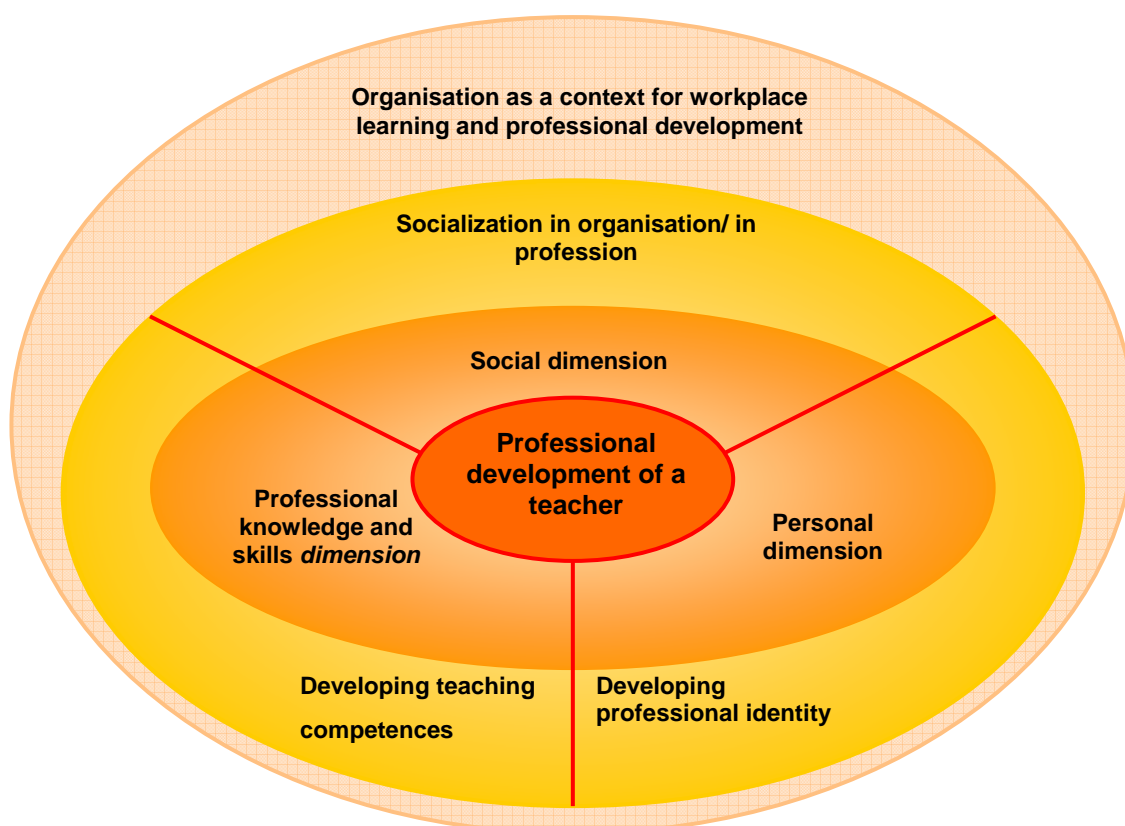 Organisation as a context for workplace
learning and professional development
Socialization in organisation/ in
profession
Social dimension
Professional
development of a
teacher
Professional
knowledge and
skills dimension
Personal
dimension
Developing teaching
competences
Developing
professional identity